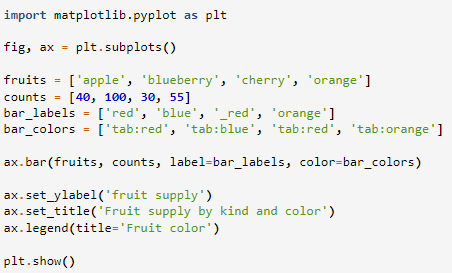 import matplotlib.pyplot as plt
fig, ax = plt.subplots()
fruits = ['apple', 'blueberry', 'cherry', 'orange']
counts = [40, 100, 30, 55]
bar_labels = ['red', 'blue', '_red', 'orange']
bar_colors = ['tab:red', 'tab:blue', 'tab:red', 'tab:orange']
ax.bar(fruits, counts, label=bar_labels, color=bar_colors)
ax.set_ylabel('fruit supply')
ax.set_title('Fruit supply by kind and color')
ax.legend(title='Fruit color')
plt.show()